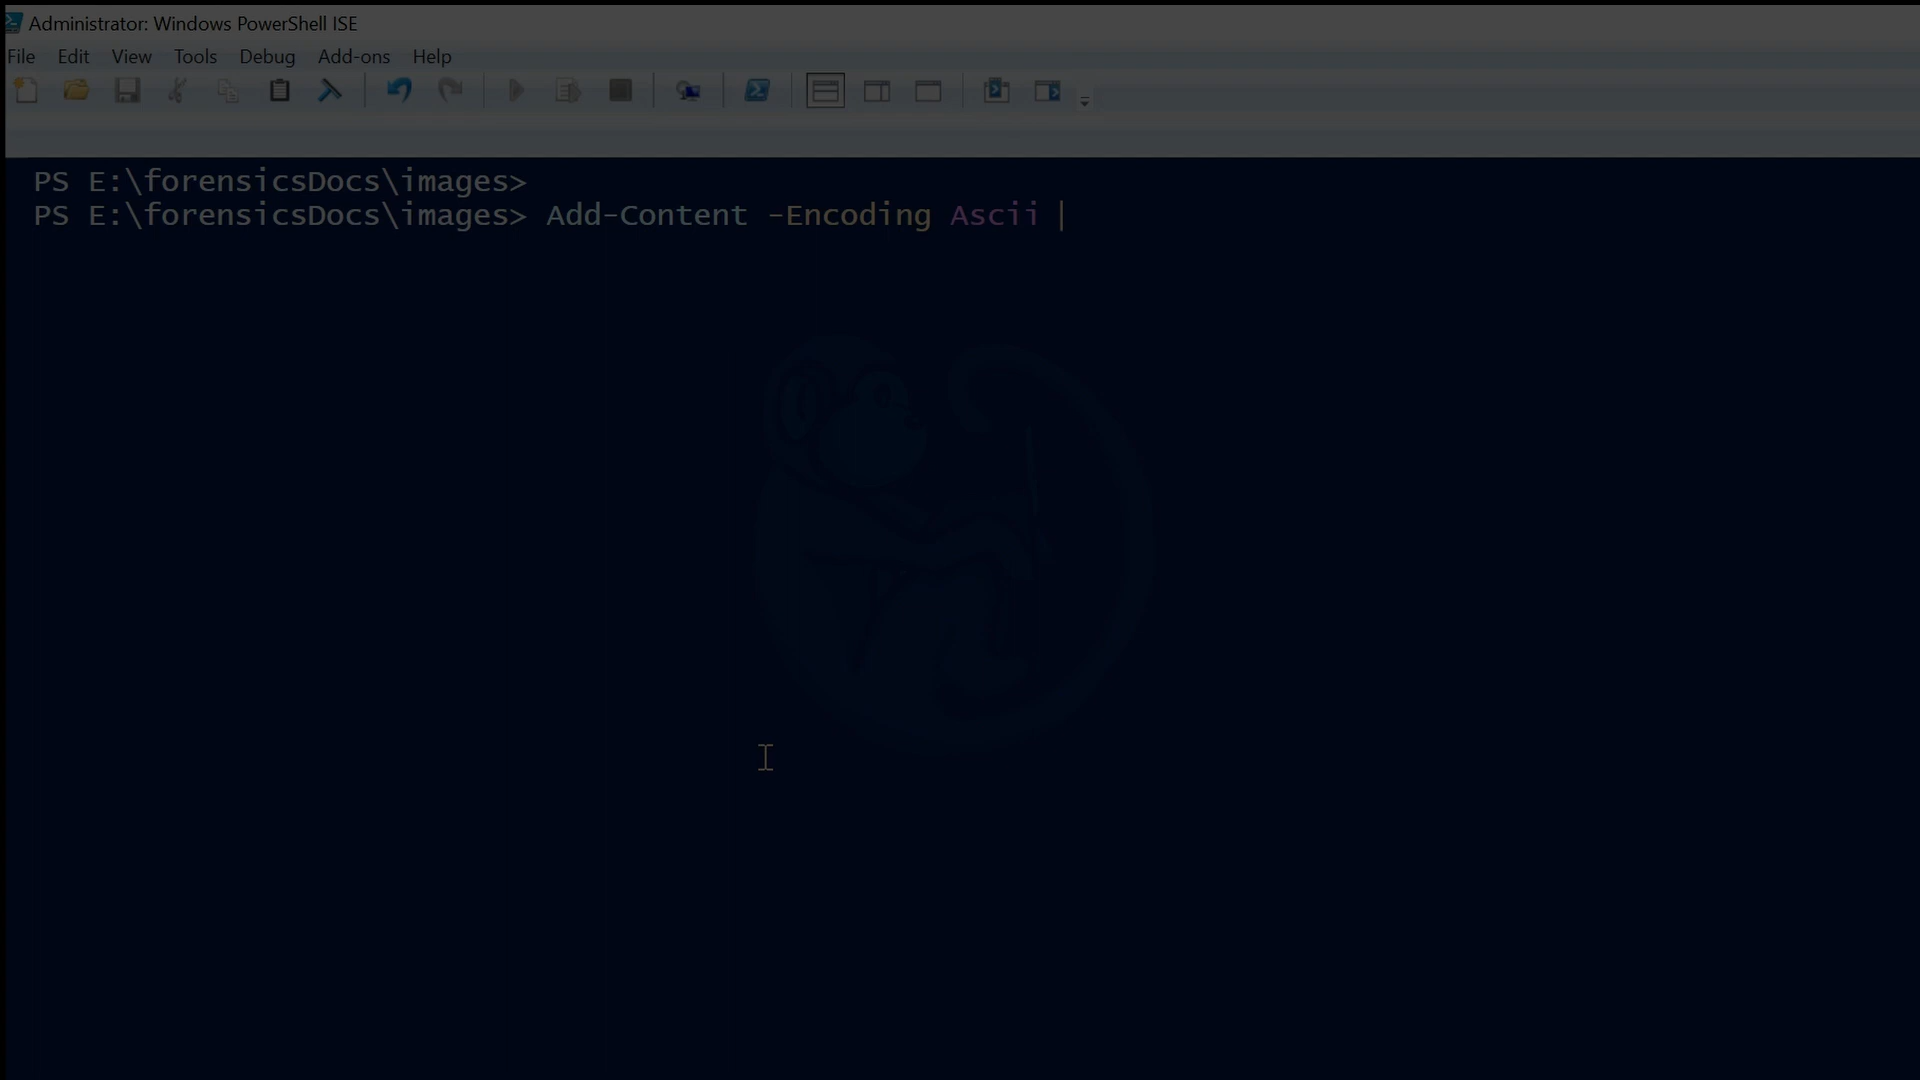 Administrator: Windows PowerShell ISE
File Edit View Tools Debug Add-ons Help
PS E:\forensicsDocs\images>
PS E:\forensicsDocs\images> Add-Content -Encoding Ascii